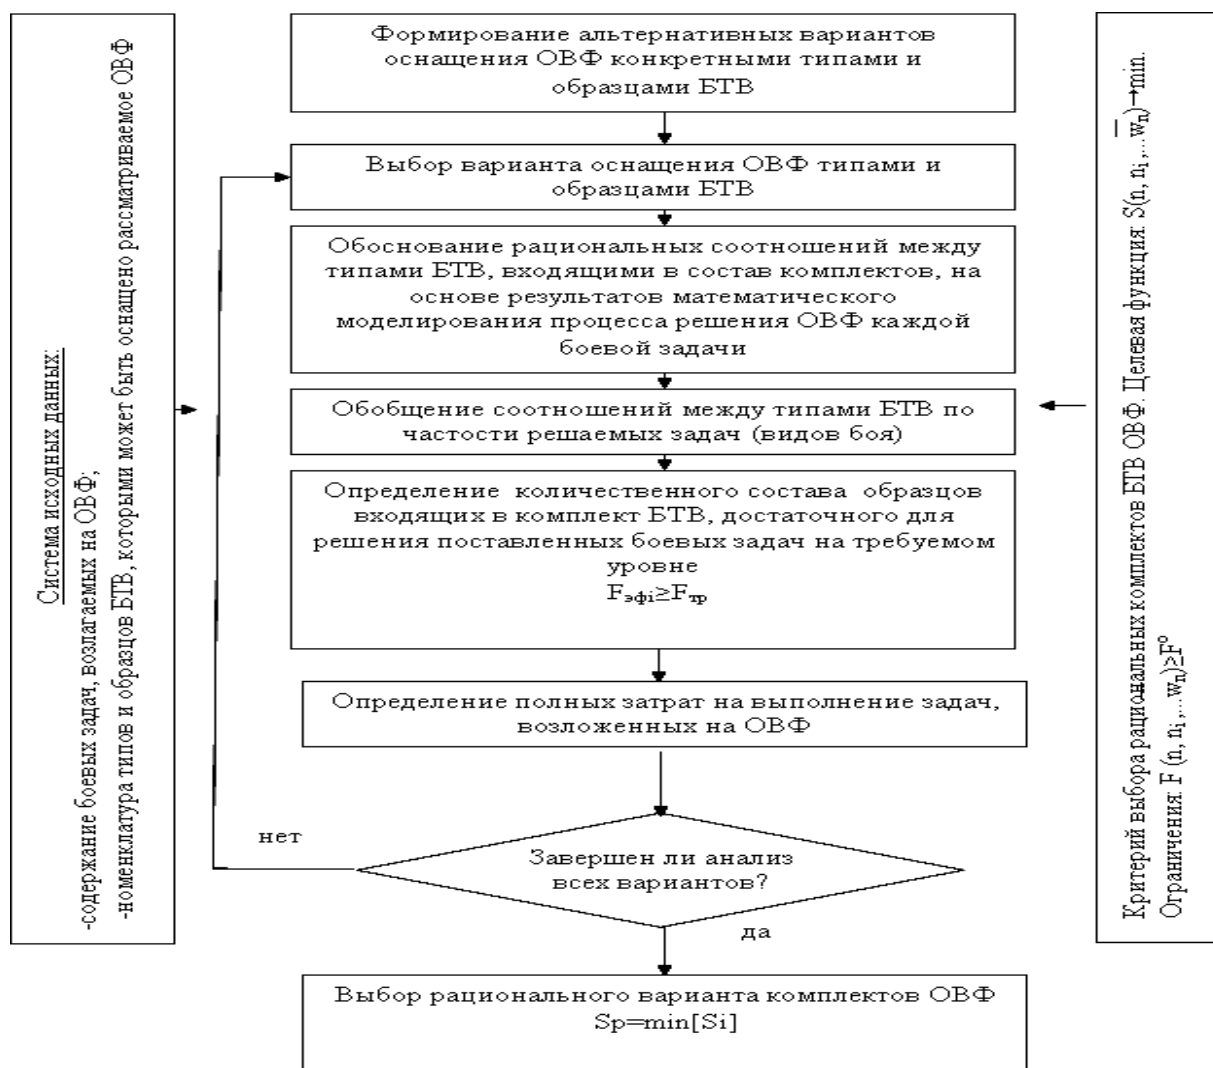 Система исходных данных:
-содержание боевых задач, возлагаемых на ОВФ;
-номенклатура типов и образцов БТВ, которыми может быть оснащено рассматриваемое ОВФ
Формирование альтернативных вариантов
оснащения ОВФ конкретными типами и
образцами БТВ
Выбор варианта оснащения ОВФ типами и
образцами БТВ
Обоснование рациональных соотношений между
типами БТВ, входящими в состав комплектов, на
основе результатов математического
моделирования процесса решения ОВФ каждой
боевой задачи
Обобщение соотношений между типами БТВ по
частости решаемых задач (видов боя)
Определение количественного состава образцов
входящих в комплект БТВ, достаточного для
решения поставленных боевых задач на требуемом
уровне
Fэфi≥Fтр
Определение полных затрат на выполнение задач,
возложенных на ОВФ
нет
Завершен ли анализ
всех вариантов?
да
Выбор рационального варианта комплектов ОВФ
Sp=min[Si]
Критерий выбора рациональных комплектов БТВ ОВФ. Целевая функция: S(n, nᵢ,... w̅ₙ)→min.
Ограничения: F (n, nᵢ,... wₙ)≥Fº